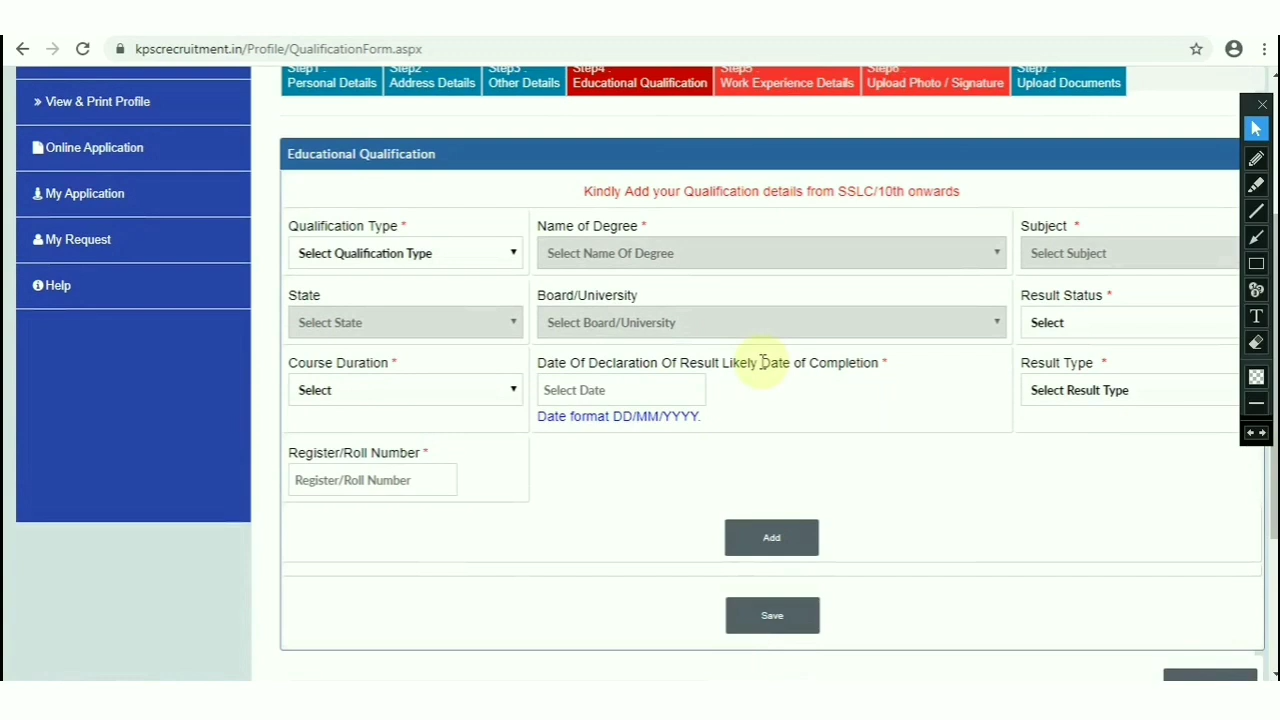 kpscrecruitment.in/Profile/QualificationForm.aspx
Step1 : Step2 : Step3 : Step4 : Step5 Step6 : Step7 :
Personal Details Address Details Other Details Educational Qualification Work Experience Details Upload Photo / Signature Upload Documents
» View & Print Profile
Online Application
My Application
My Request
Help
Educational Qualification
Kindly Add your Qualification details from SSLC/10th onwards
Qualification Type * Name of Degree * Subject *
Select Qualification Type Select Name Of Degree Select Subject
State Board/University Result Status *
Select State Select Board/University Select
Course Duration * Date Of Declaration Of Result Likely Date of Completion * Result Type *
Select Select Date Select Result Type
Date format DD/MM/YYYY.
Register/Roll Number *
Register/Roll Number
Add
Save
T